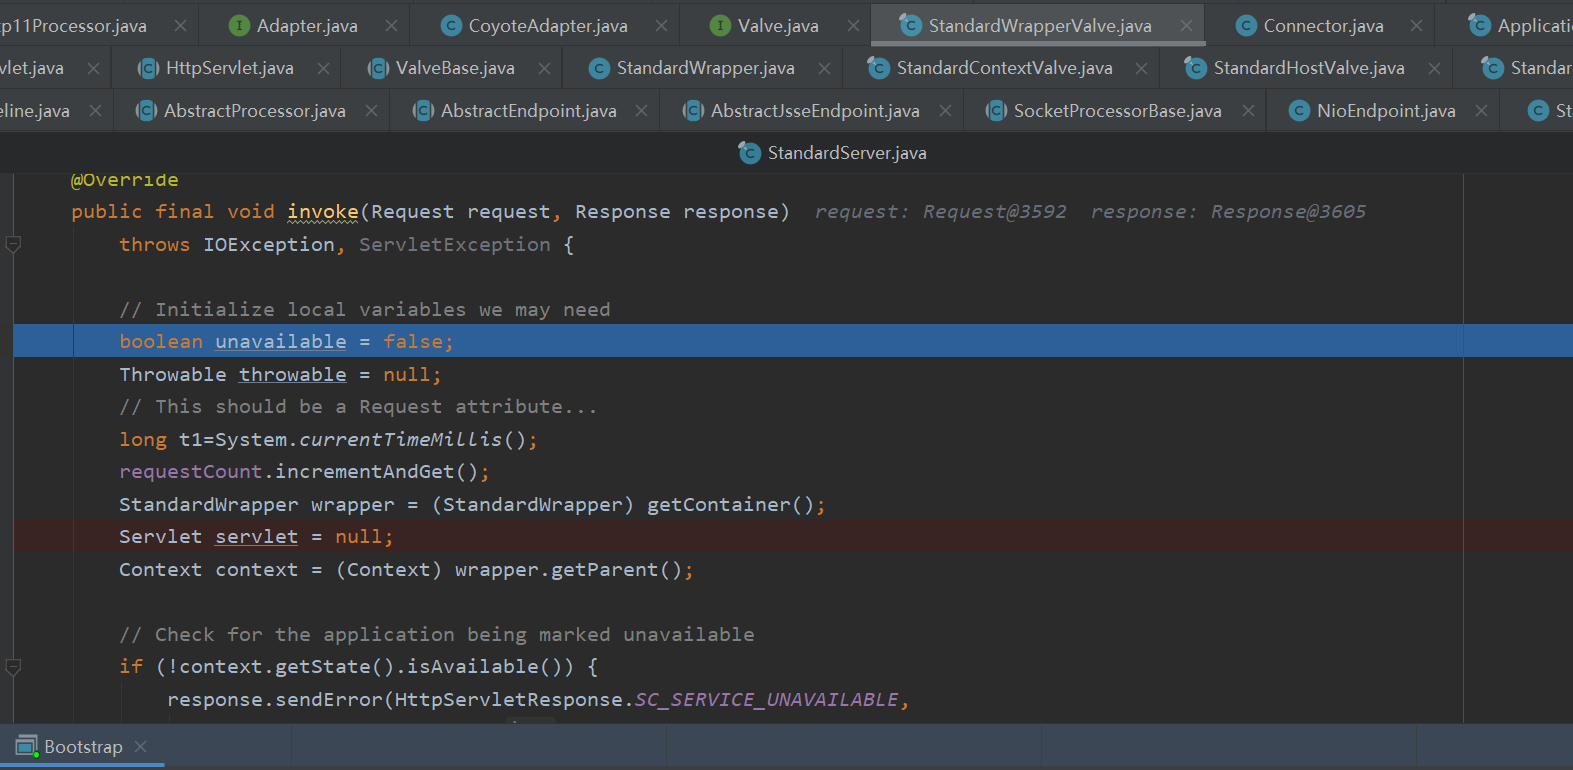 p11Processor.java Adapter.java CoyoteAdapter.java Valve.java StandardWrapperValve.java Connector.java Applicati
vlet.java HttpServlet.java ValveBase.java StandardWrapper.java StandardContextValve.java StandardHostValve.java Standar
eline.java AbstractProcessor.java AbstractEndpoint.java AbstractJsseEndpoint.java SocketProcessorBase.java NioEndpoint.java St
StandardServer.java
@Override
public final void invoke(Request request, Response response) request: Request@3592 response: Response@3605
throws IOException, ServletException {
// Initialize local variables we may need
boolean unavailable = false;
Throwable throwable = null;
// This should be a Request attribute...
long t1=System.currentTimeMillis();
requestCount.incrementAndGet();
StandardWrapper wrapper = (StandardWrapper) getContainer();
Servlet servlet = null;
Context context = (Context) wrapper.getParent();
// Check for the application being marked unavailable
if (!context.getState().isAvailable()) {
response.sendError(HttpServletResponse.SC_SERVICE_UNAVAILABLE,
Bootstrap